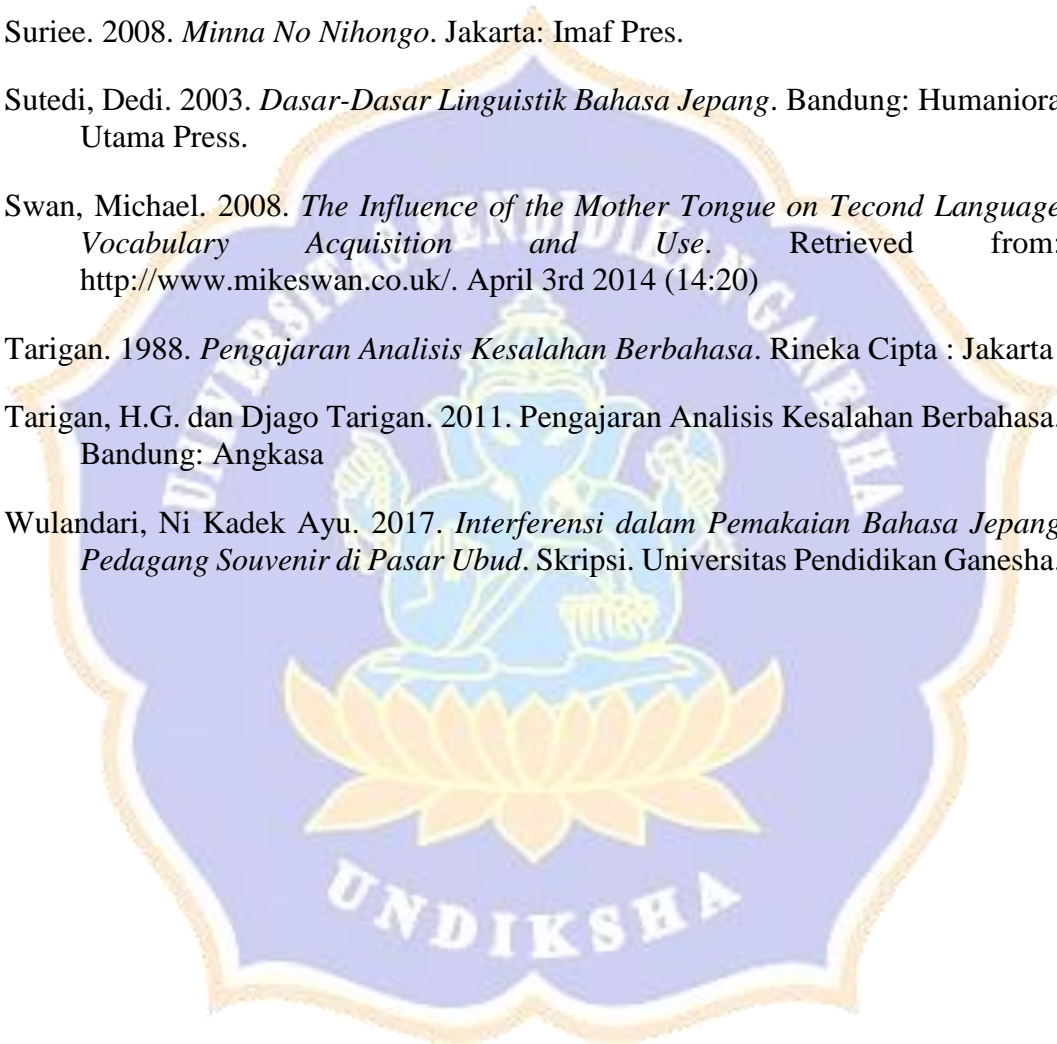 Suriee. 2008. Minna No Nihongo. Jakarta: Imaf Pres.
Sutedi, Dedi. 2003. Dasar-Dasar Linguistik Bahasa Jepang. Bandung: Humaniora
Utama Press.
Swan, Michael. 2008. The Influence of the Mother Tongue on Tecond Language
Vocabulary Acquisition and Use. Retrieved from:
http://www.mikeswan.co.uk/. April 3rd 2014 (14:20)
Tarigan. 1988. Pengajaran Analisis Kesalahan Berbahasa. Rineka Cipta : Jakarta
Tarigan, H.G. dan Djago Tarigan. 2011. Pengajaran Analisis Kesalahan Berbahasa.
Bandung: Angkasa
Wulandari, Ni Kadek Ayu. 2017. Interferensi dalam Pemakaian Bahasa Jepang
Pedagang Souvenir di Pasar Ubud. Skripsi. Universitas Pendidikan Ganesha.
UNIVERSITAS PENDIDIKAN GANESHA
UNDIKSHA